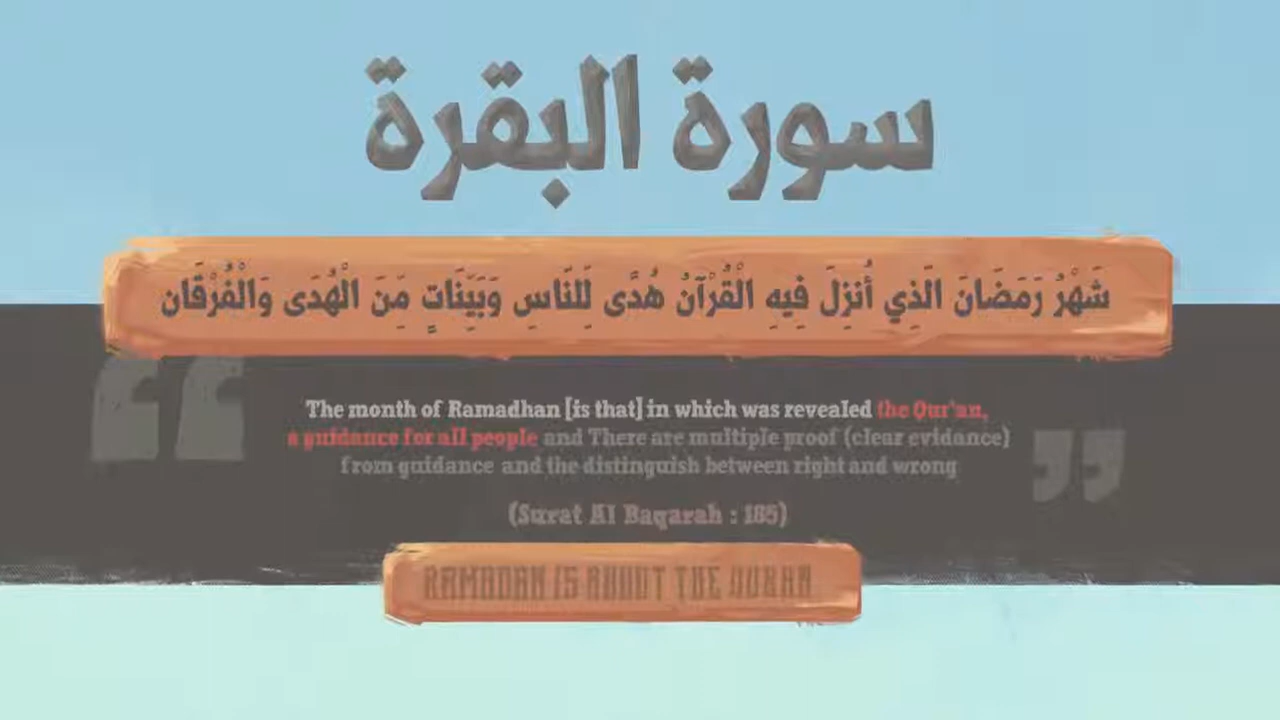 سورة البقرة
شَهْرُ رَمَضَانَ الَّذِي أُنزِلَ فِيهِ الْقُرْآنُ هُدًى لِّلنَّاسِ وَبَيِّنَاتٍ مِّنَ الْهُدَى وَالْفُرْقَان
The month of Ramadhan [is that] in which was revealed the Qur'an,
a guidance for all people and There are multiple proof (clear evidance)
from guidance and the distinguish between right and wrong
(Surat Al Baqarah : 185)
RAMADAN IS ABOUT THE QURAN